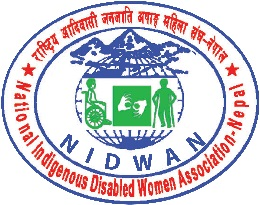 राष्ट्रिय आदिवासी जनजाति अपाङ्ग महिला संघ-नेपाल
NIDWAN
National Indigenous Disabled Women Association-Nepal